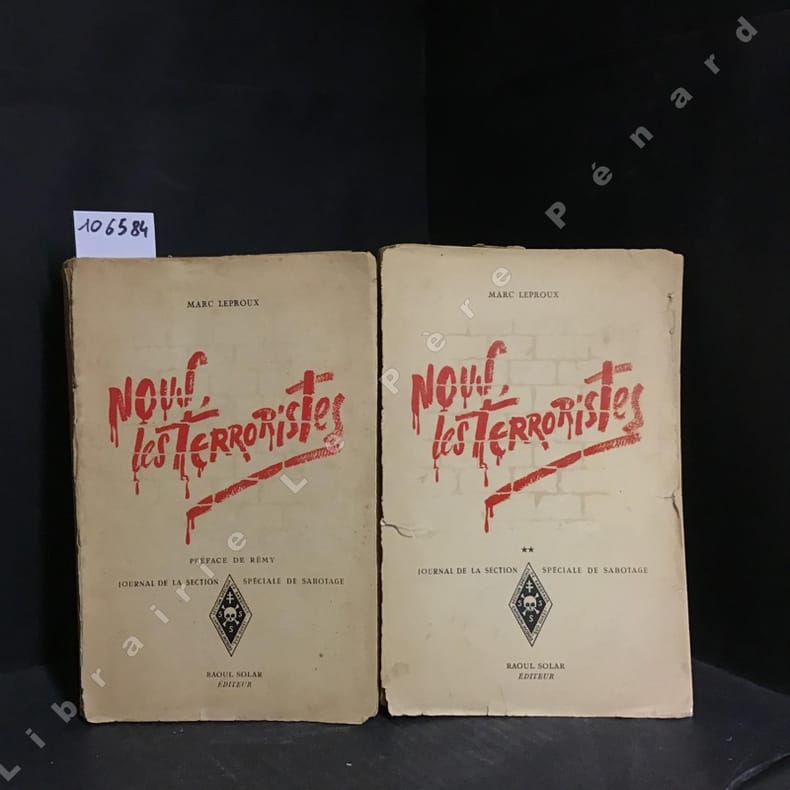 106584
MARC LEPROUX
NOUS,
les TERRORISTES
PRÉFACE DE RÉMY
JOURNAL DE LA SECTION SPÉCIALE DE SABOTAGE
S S
S
RAOUL SOLAR
ÉDITEUR
MARC LEPROUX
NOUS,
les TERRORISTES
★★
JOURNAL DE LA SECTION SPÉCIALE DE SABOTAGE
S S
S
RAOUL SOLAR
ÉDITEUR
Librairie Le Père Pénard